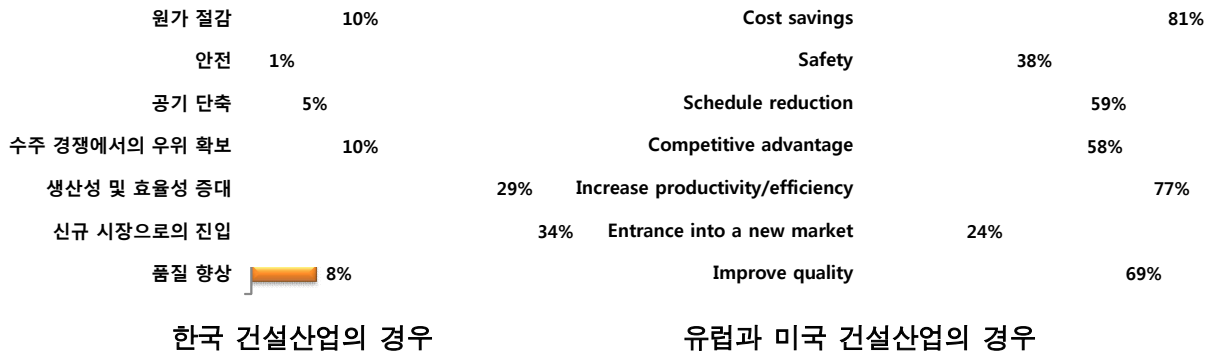 원가 절감 10%
안전 1%
공기 단축 5%
수주 경쟁에서의 우위 확보 10%
생산성 및 효율성 증대 29%
신규 시장으로의 진입 34%
품질 향상 8%
한국 건설산업의 경우
Cost savings 81%
Safety 38%
Schedule reduction 59%
Competitive advantage 58%
Increase productivity/efficiency 77%
Entrance into a new market 24%
Improve quality 69%
유럽과 미국 건설산업의 경우